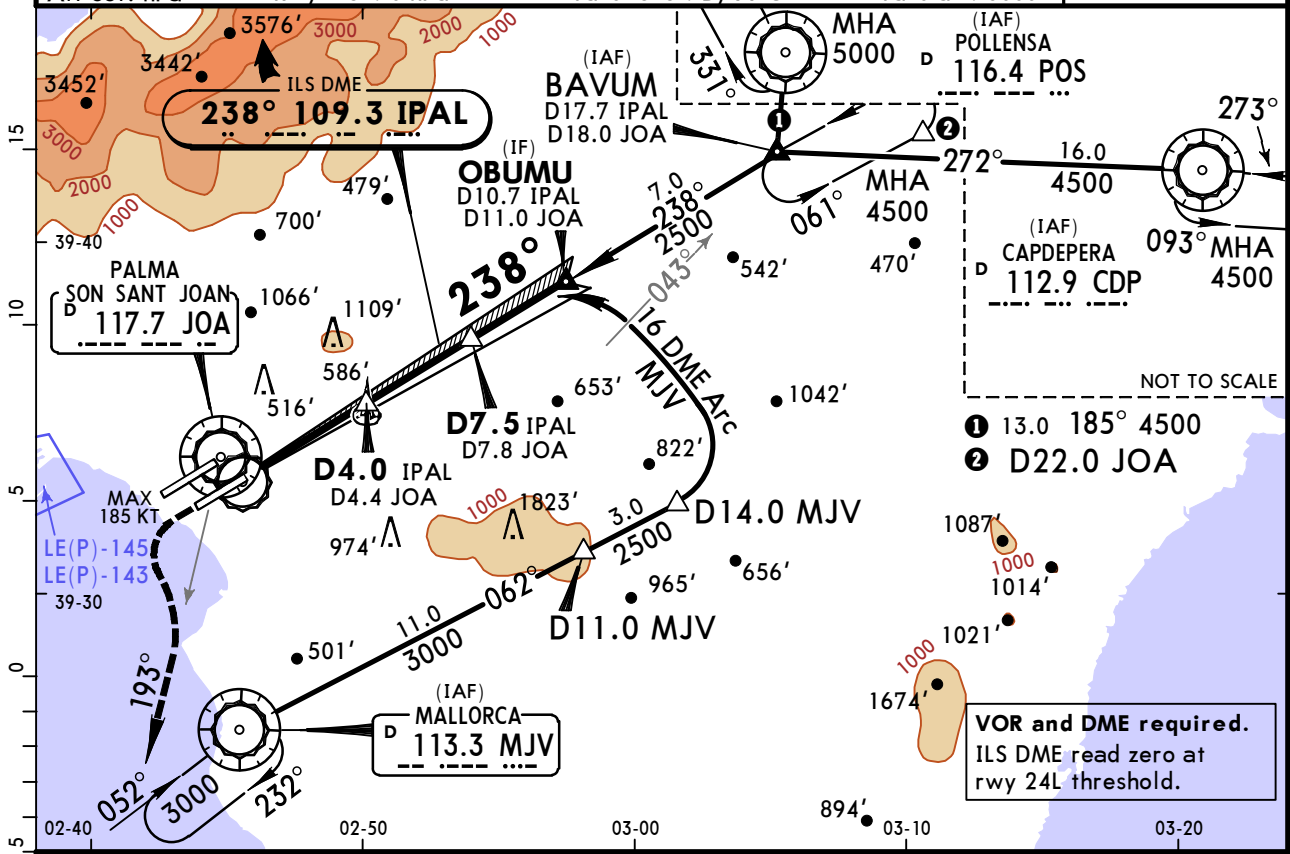 3576'
3000
2000
1000
3442'
3452'
ILS DME
238° 109.3 IPAL
3000
2000
1000
15
39-40
479'
700'
(IAF)
BAVUM
D17.7 IPAL
D18.0 JOA
331°
MHA
5000
(IAF)
POLLENSA
D
116.4 POS
1
2
273°
272°
16.0
4500
061°
MHA
4500
093°
MHA
4500
(IAF)
CAPDEPERA
D
112.9 CDP
NOT TO SCALE
1 13.0 185° 4500
2 D22.0 JOA
(IF)
OBUMU
D10.7 IPAL
D11.0 JOA
7.0
238°
2500
043°
542'
470'
238°
PALMA
SON SANT JOAN
D
117.7 JOA
1066'
1109'
10
586'
516'
16 DME Arc
MJV
653'
1042'
D7.5 IPAL
D7.8 JOA
822'
D4.0 IPAL
D4.4 JOA
MAX
185 KT
5
LE(P)-145
LE(P)-143
974'
1000
1823'
3.0
2500
D14.0 MJV
656'
965'
D11.0 MJV
062°
11.0
3000
39-30
501'
0
193°
1087'
1000
1014'
1021'
1000
1674'
(IAF)
MALLORCA
D
113.3 MJV
052°
3000
232°
VOR and DME required.
ILS DME read zero at
rwy 24L threshold.
894'
5
02-40
02-50
03-00
03-10
03-20